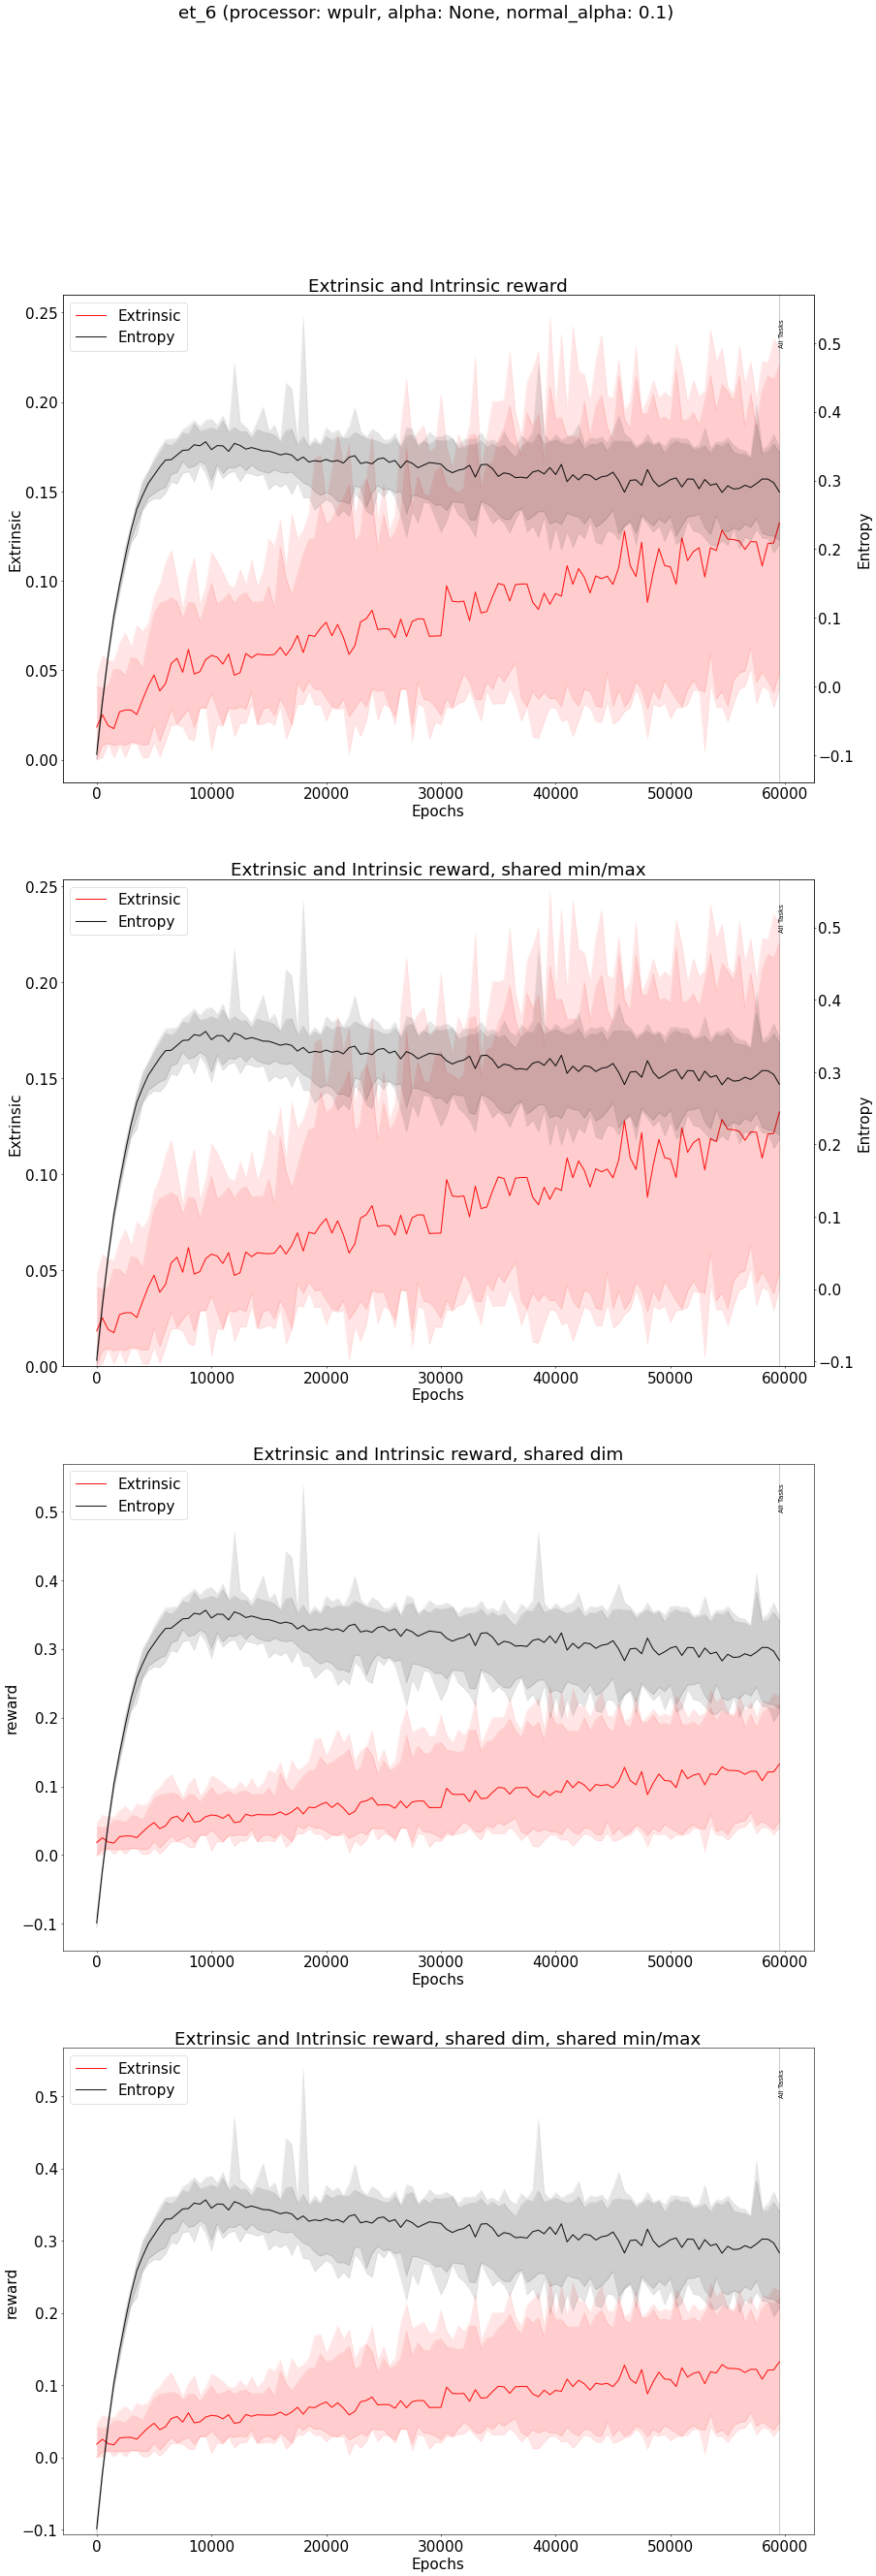 et_6 (processor: wpulr, alpha: None, normal_alpha: 0.1)
Extrinsic and Intrinsic reward
Extrinsic
Entropy
All Tasks
0.25
0.20
0.15
0.10
0.05
0.00
Extrinsic
0.5
0.4
0.3
0.2
0.1
0.0
−0.1
Entropy
0 10000 20000 30000 40000 50000 60000
Epochs
Extrinsic and Intrinsic reward, shared min/max
Extrinsic
Entropy
All Tasks
0.25
0.20
0.15
0.10
0.05
0.00
Extrinsic
0.5
0.4
0.3
0.2
0.1
0.0
−0.1
Entropy
0 10000 20000 30000 40000 50000 60000
Epochs
Extrinsic and Intrinsic reward, shared dim
Extrinsic
Entropy
All Tasks
0.5
0.4
0.3
0.2
0.1
0.0
−0.1
reward
0 10000 20000 30000 40000 50000 60000
Epochs
Extrinsic and Intrinsic reward, shared dim, shared min/max
Extrinsic
Entropy
All Tasks
0.5
0.4
0.3
0.2
0.1
0.0
−0.1
reward
0 10000 20000 30000 40000 50000 60000
Epochs